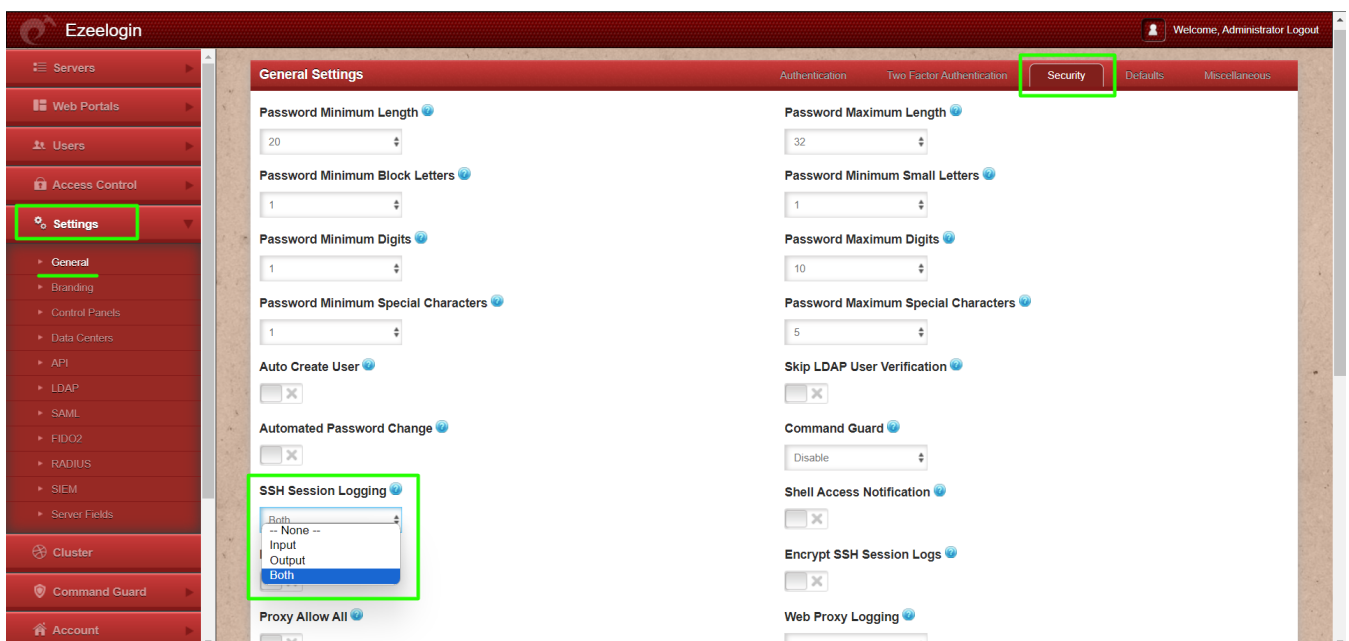 Ezeelogin
Welcome, Administrator Logout
Servers
Web Portals
Users
Access Control
Settings
General
Branding
Control Panels
Data Centers
API
LDAP
SAML
FIDO2
RADIUS
SIEM
Server Fields
Cluster
Command Guard
Account
General Settings
Authentication
Two Factor Authentication
Security
Defaults
Miscellaneous
Password Minimum Length
Password Maximum Length
20
32
Password Minimum Block Letters
Password Minimum Small Letters
1
1
Password Minimum Digits
Password Maximum Digits
1
10
Password Minimum Special Characters
Password Maximum Special Characters
1
5
Auto Create User
Skip LDAP User Verification
Automated Password Change
Command Guard
Disable
SSH Session Logging
Shell Access Notification
Both
-- None --
Input
Output
Both
Encrypt SSH Session Logs
Proxy Allow All
Web Proxy Logging